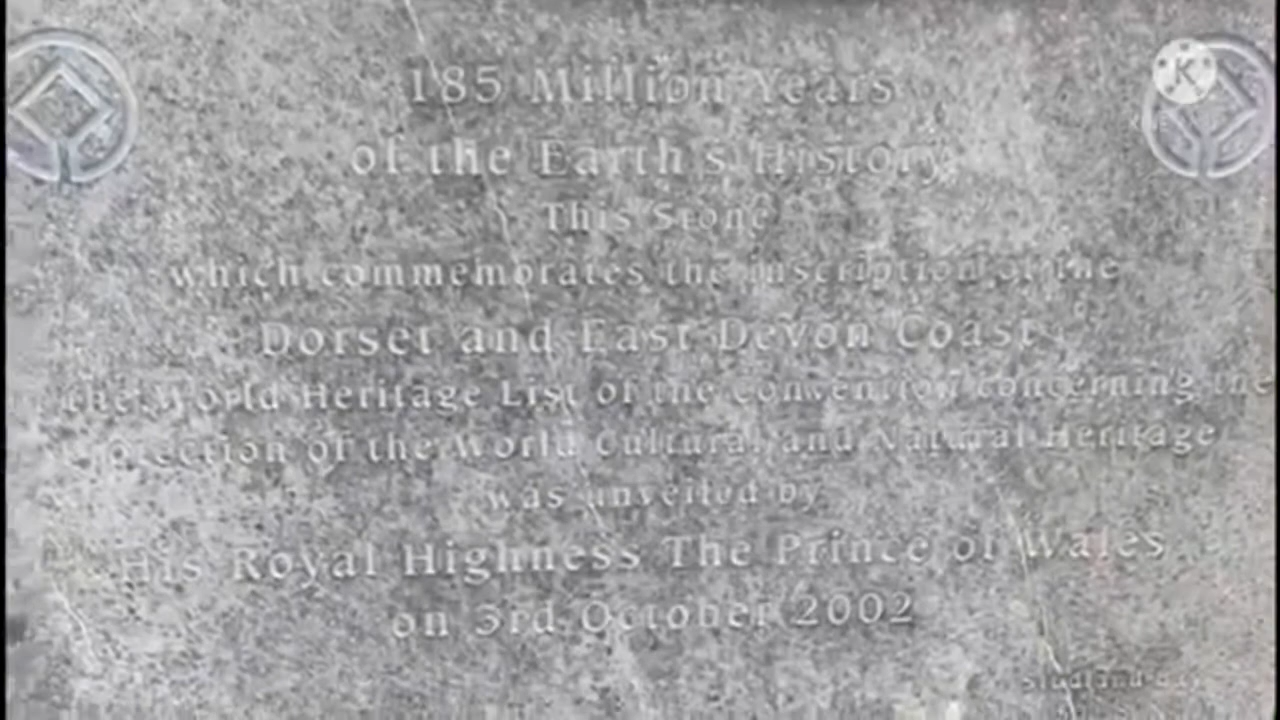 185 Million Years
of the Earth's History
This Stone
which commemorates the inscription of the
Dorset and East Devon Coast
the World Heritage List of the convention concerning the
of the World Cultural and Natural Heritage
was unveiled by
His Royal Highness The Prince of Wales
on 3rd October 2002
K